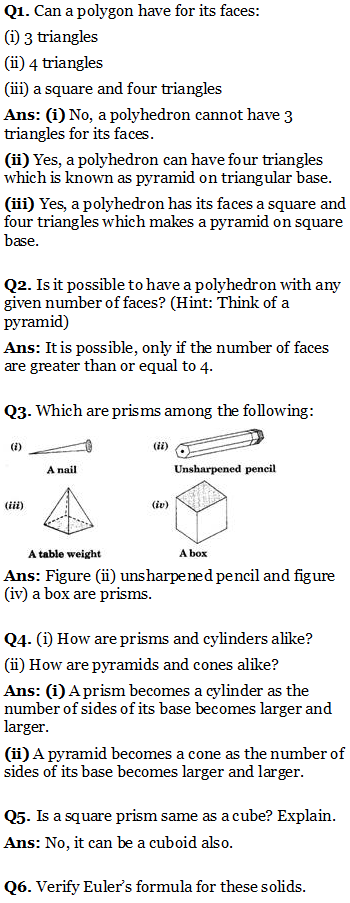 Q1. Can a polygon have for its faces:
(i) 3 triangles
(ii) 4 triangles
(iii) a square and four triangles
Ans: (i) No, a polyhedron cannot have 3
triangles for its faces.
(ii) Yes, a polyhedron can have four triangles
which is known as pyramid on triangular base.
(iii) Yes, a polyhedron has its faces a square and
four triangles which makes a pyramid on square
base.
Q2. Is it possible to have a polyhedron with any
given number of faces? (Hint: Think of a
pyramid)
Ans: It is possible, only if the number of faces
are greater than or equal to 4.
Q3. Which are prisms among the following:
(i)
A nail
(ii)
Unsharpened pencil
(iii)
A table weight
(iv)
A box
Ans: Figure (ii) unsharpened pencil and figure
(iv) a box are prisms.
Q4. (i) How are prisms and cylinders alike?
(ii) How are pyramids and cones alike?
Ans: (i) A prism becomes a cylinder as the
number of sides of its base becomes larger and
larger.
(ii) A pyramid becomes a cone as the number of
sides of its base becomes larger and larger.
Q5. Is a square prism same as a cube? Explain.
Ans: No, it can be a cuboid also.
Q6. Verify Euler's formula for these solids.